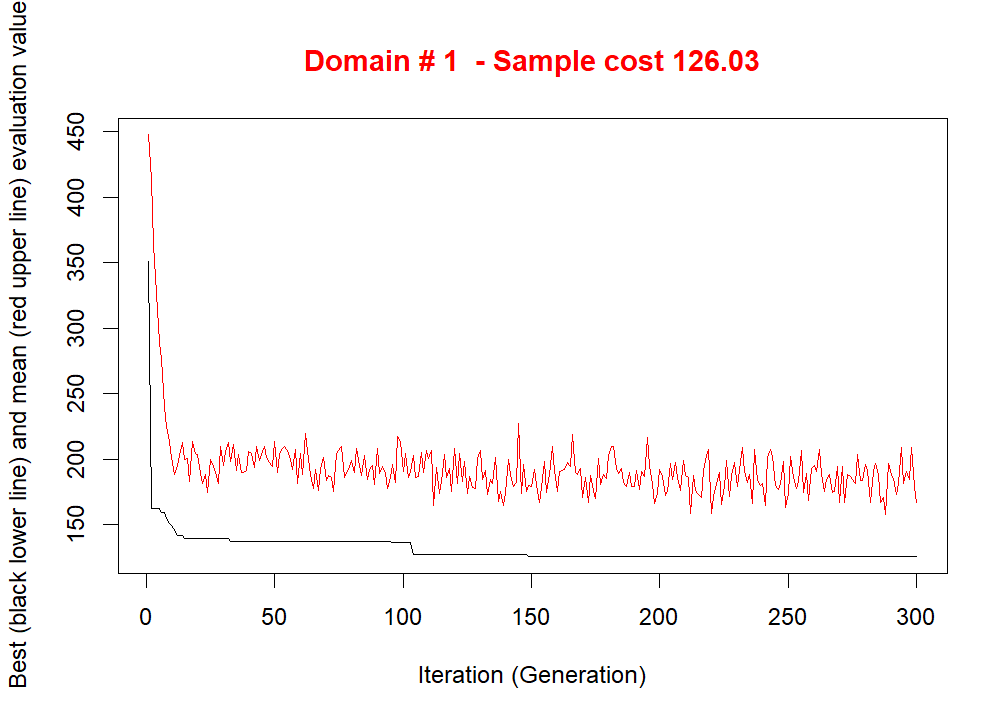 Domain # 1  - Sample cost 126.03
Best (black lower line) and mean (red upper line) evaluation value
450
400
350
300
250
200
150
0 50 100 150 200 250 300
Iteration (Generation)